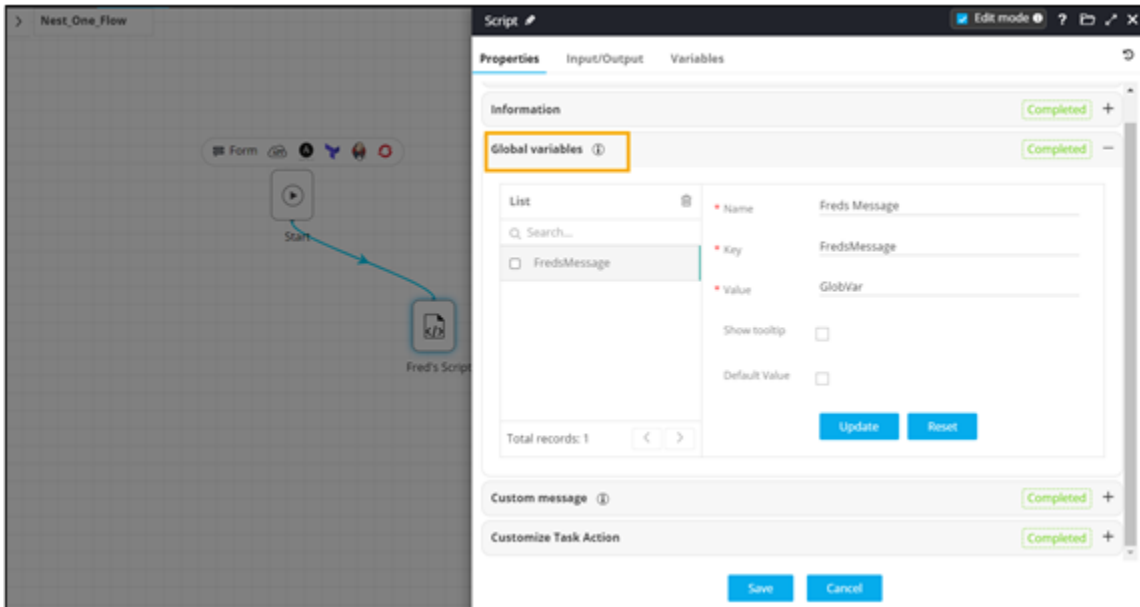 Nest_One_Flow
Form
API
Start
Fred's Script
Script
Edit mode
?
Properties Input/Output Variables
Information Completed
Global variables Completed
List
Search...
FredsMessage
Total records: 1
* Name Freds Message
* Key FredsMessage
* Value GlobVar
Show tooltip
Default Value
Update Reset
Custom message Completed
Customize Task Action Completed
Save Cancel